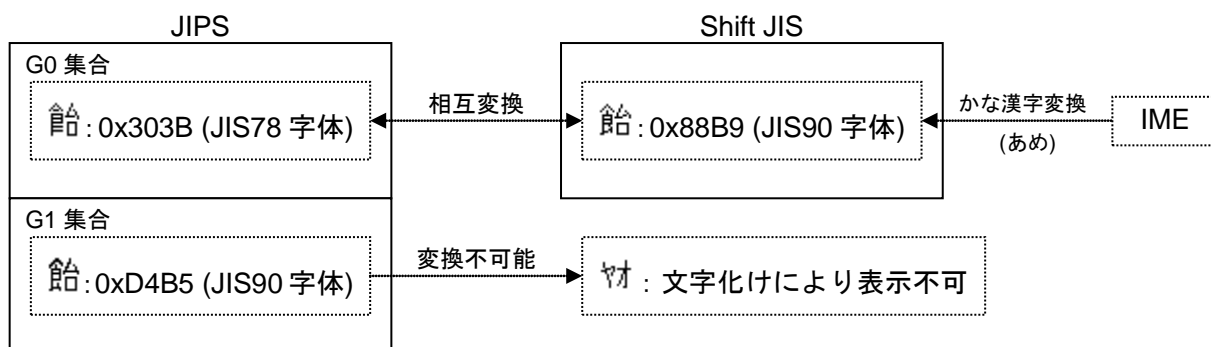 JIPS
Shift JIS
G0 集合
飴: 0x303B (JIS78 字体)
相互変換
飴: 0x88B9 (JIS90 字体)
かな漢字変換
(あめ)
IME
G1 集合
飴:0xD4B5 (JIS90 字体)
変換不可能
ﾔｵ : 文字化けにより表示不可